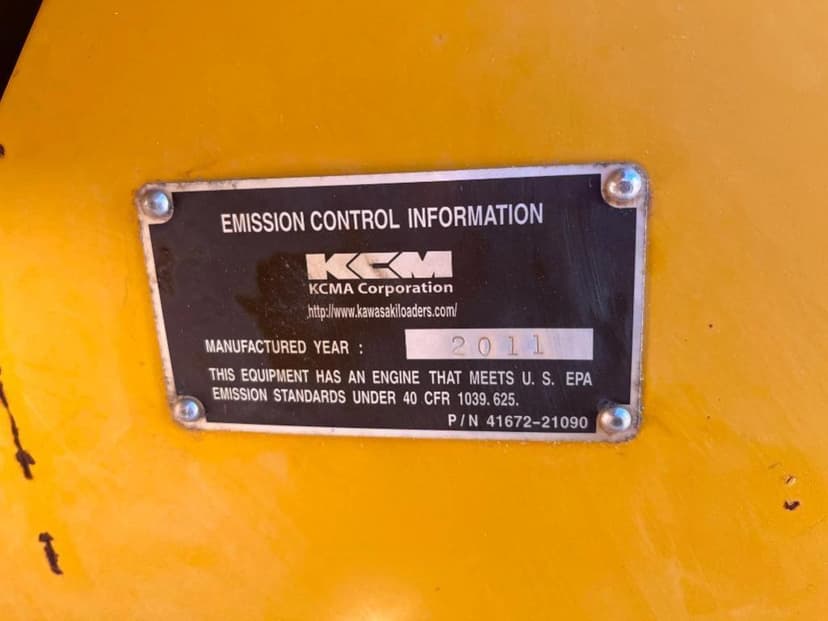 EMISSION CONTROL INFORMATION
KCM
KCMA Corporation
http://www.kawasakiloaders.com/
MANUFACTURED YEAR : 2011
THIS EQUIPMENT HAS AN ENGINE THAT MEETS U. S. EPA
EMISSION STANDARDS UNDER 40 CFR 1039.625.
P/N 41672-21090